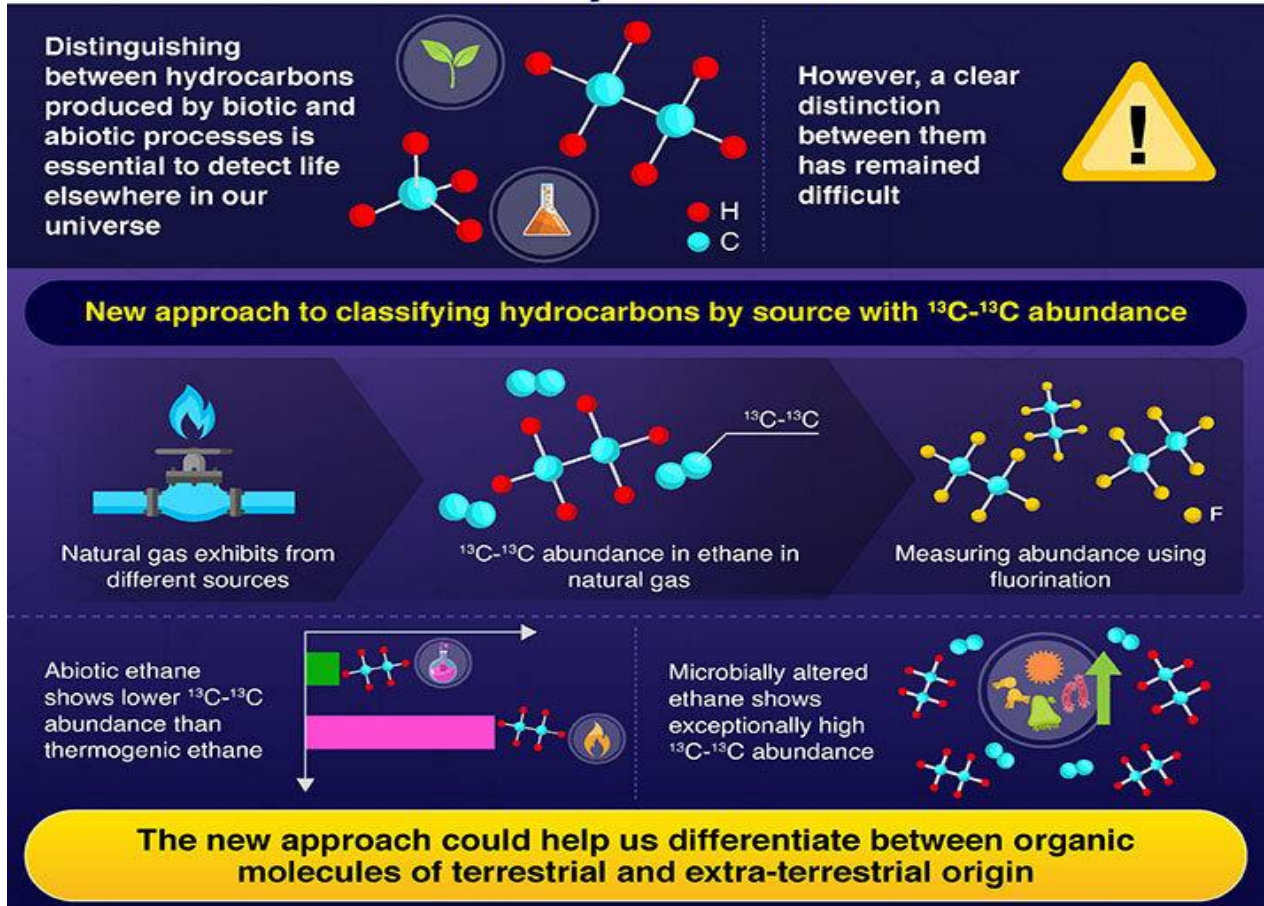 Distinguishing
between hydrocarbons
produced by biotic and
abiotic processes is
essential to detect life
elsewhere in our
universe
H
C
However, a clear
distinction
between them
has remained
difficult
!
New approach to classifying hydrocarbons by source with ¹³C-¹³C abundance
Natural gas exhibits from
different sources
¹³C-¹³C
¹³C-¹³C abundance in ethane in
natural gas
F
Measuring abundance using
fluorination
Abiotic ethane
shows lower ¹³C-¹³C
abundance than
thermogenic ethane
Microbially altered
ethane shows
exceptionally high
¹³C-¹³C abundance
The new approach could help us differentiate between organic
molecules of terrestrial and extra-terrestrial origin